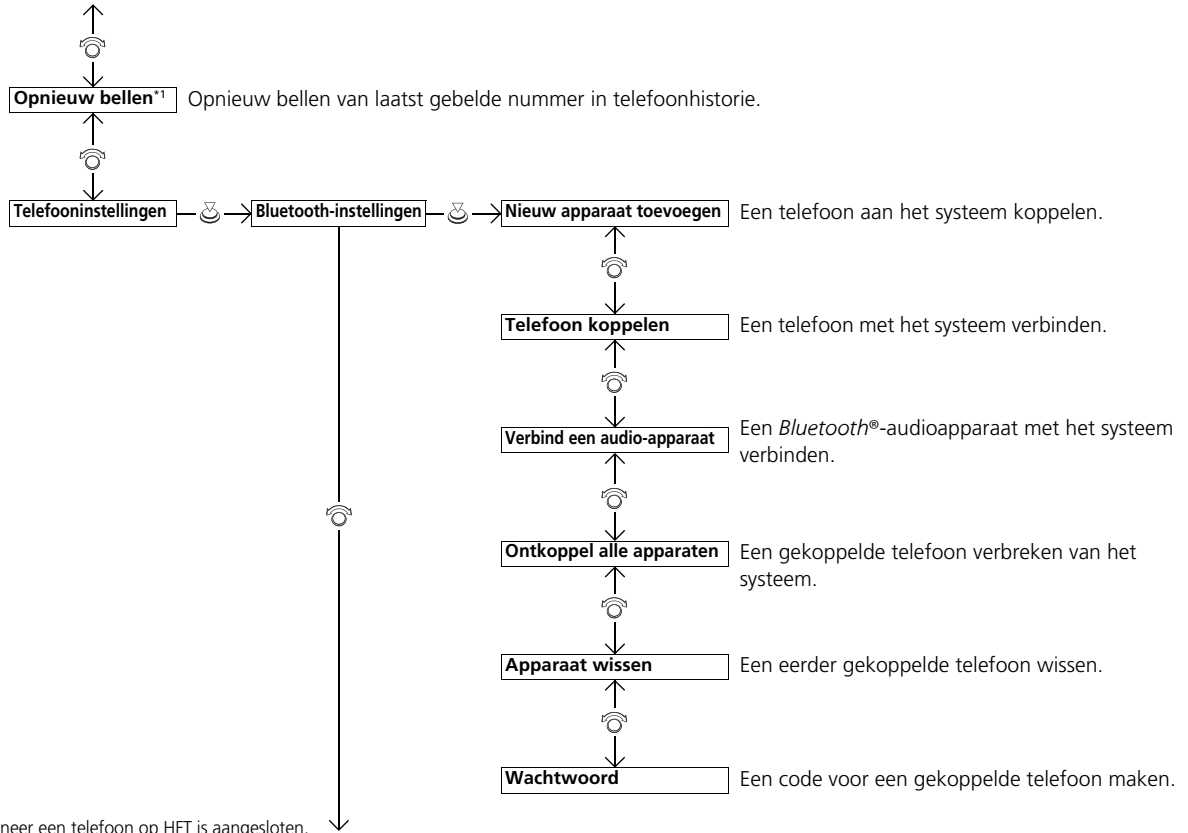 Opnieuw bellen*1 Opnieuw bellen van laatst gebelde nummer in telefoonhistorie.
Telefooninstellingen Bluetooth-instellingen Nieuw apparaat toevoegen Een telefoon aan het systeem koppelen.
Telefoon koppelen Een telefoon met het systeem verbinden.
Verbind een audio-apparaat Een Bluetooth®-audioapparaat met het systeem
verbinden.
Ontkoppel alle apparaten Een gekoppelde telefoon verbreken van het
systeem.
Apparaat wissen Een eerder gekoppelde telefoon wissen.
Wachtwoord Een code voor een gekoppelde telefoon maken.
neer een telefoon op HFT is aangesloten.